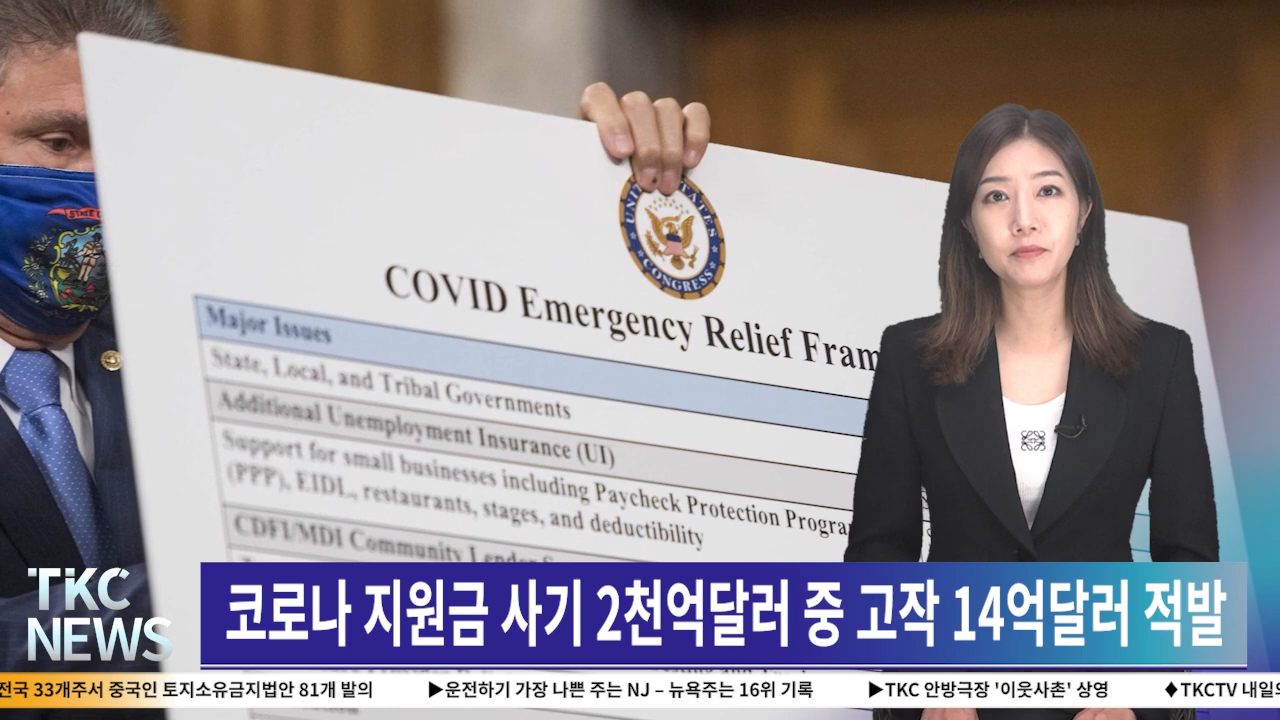 STATES
CONGRESS
COVID Emergency Relief Fram
Major Issues
State, Local, and Tribal Governments
Additional Unemployment Insurance (UI)
Support for small businesses including Paycheck Protection Progra
(PPP), EIDL, restaurants, stages, and deductibility
CDFI/MDI Community Lender
TKC
NEWS
코로나 지원금 사기 2천억달러 중 고작 14억달러 적발
전국 33개주서 중국인 토지소유금지법안 81개 발의 ▶운전하기 가장 나쁜 주는 NJ – 뉴욕주는 16위 기록 ▶TKC 안방극장 '이웃사촌' 상영 ♦TKCTV 내일의